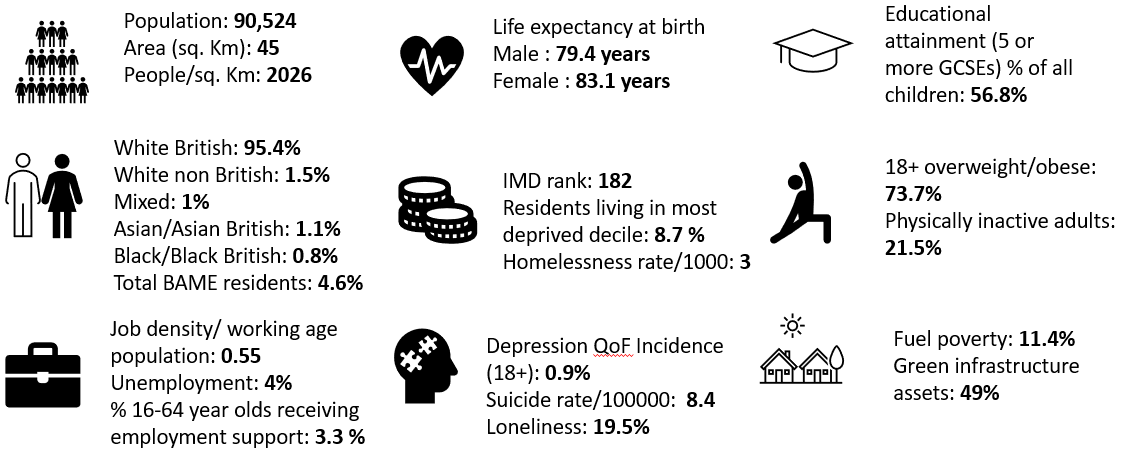 Population: 90,524
Area (sq. Km): 45
People/sq. Km: 2026
Life expectancy at birth
Male : 79.4 years
Female : 83.1 years
Educational
attainment (5 or
more GCSEs) % of all
children: 56.8%
White British: 95.4%
White non British: 1.5%
Mixed: 1%
Asian/Asian British: 1.1%
Black/Black British: 0.8%
Total BAME residents: 4.6%
IMD rank: 182
Residents living in most
deprived decile: 8.7 %
Homelessness rate/1000: 3
18+ overweight/obese:
73.7%
Physically inactive adults:
21.5%
Job density/ working age
population: 0.55
Unemployment: 4%
% 16-64 year olds receiving
employment support: 3.3 %
Depression QoF Incidence
(18+): 0.9%
Suicide rate/100000:  8.4
Loneliness: 19.5%
Fuel poverty: 11.4%
Green infrastructure
assets: 49%